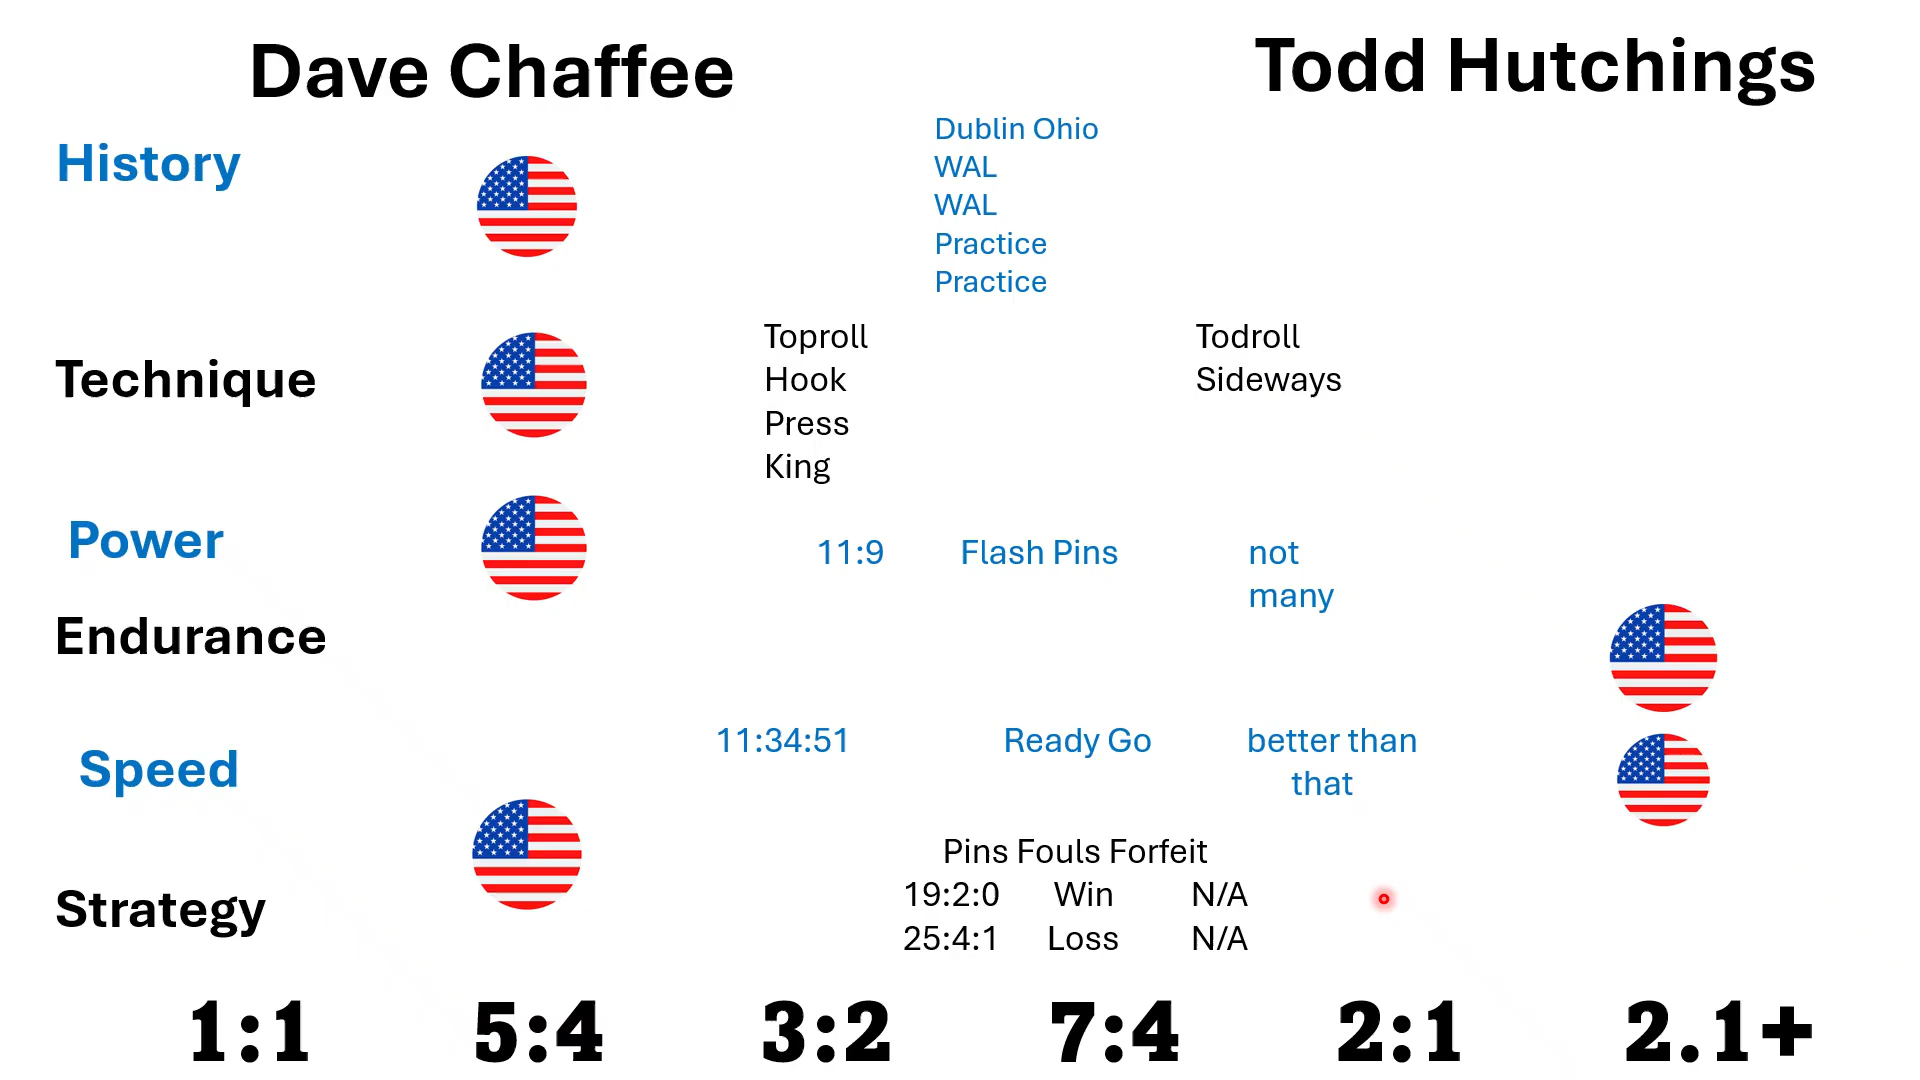 Dave Chaffee
Todd Hutchings
History
Dublin Ohio
WAL
WAL
Practice
Practice
Technique
Toproll
Hook
Press
King
Todroll
Sideways
Power
11:9
Flash Pins
not
many
Endurance
Speed
11:34:51
Ready Go
better than
that
Strategy
Pins Fouls Forfeit
19:2:0 Win N/A
25:4:1 Loss N/A
1:1 5:4 3:2 7:4 2:1 2.1+